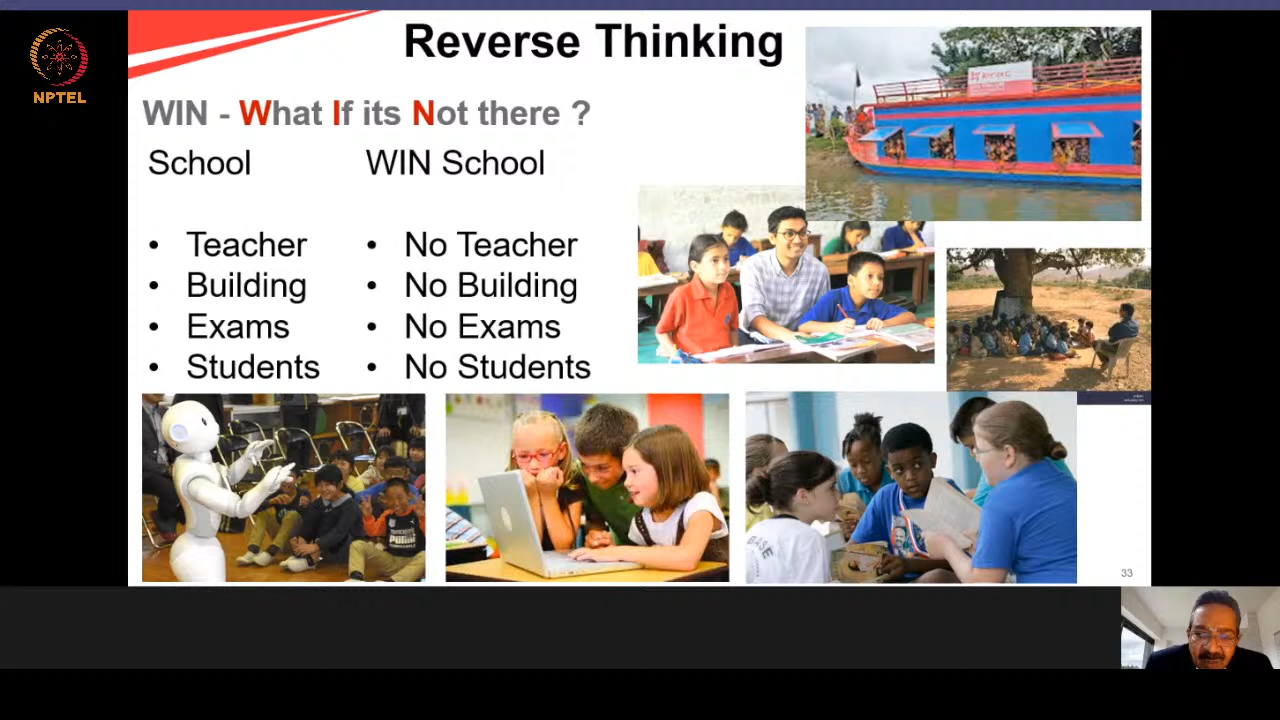 NPTEL
Reverse Thinking
WIN - What If its Not there ?
School
WIN School
• Teacher
• Building
• Exams
• Students
• No Teacher
• No Building
• No Exams
• No Students
33